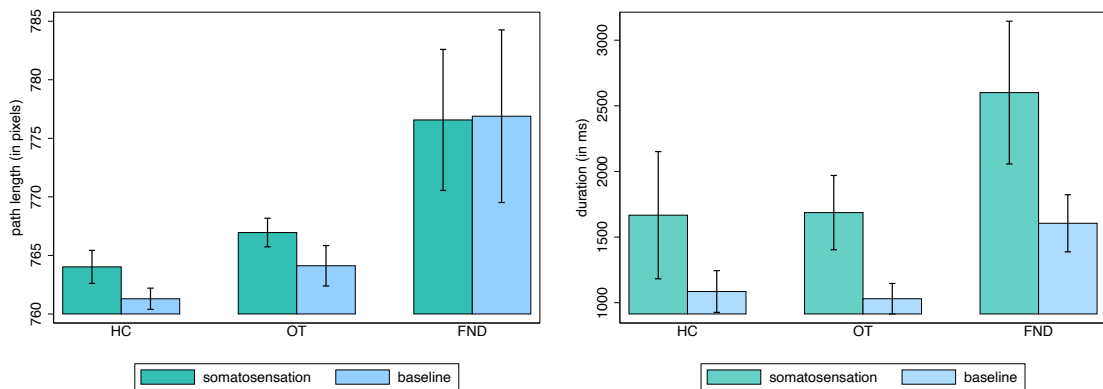 path length (in pixels)
785
780
775
770
765
760
HC OT FND
somatosensation baseline
duration (in ms)
3000
2500
2000
1500
1000
HC OT FND
somatosensation baseline